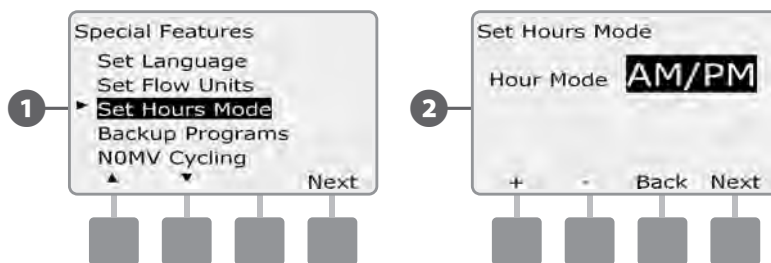 1
Special Features
Set Language
Set Flow Units
Set Hours Mode
Backup Programs
N0MV Cycling
Next
2
Set Hours Mode
Hour Mode AM/PM
+ - Back Next